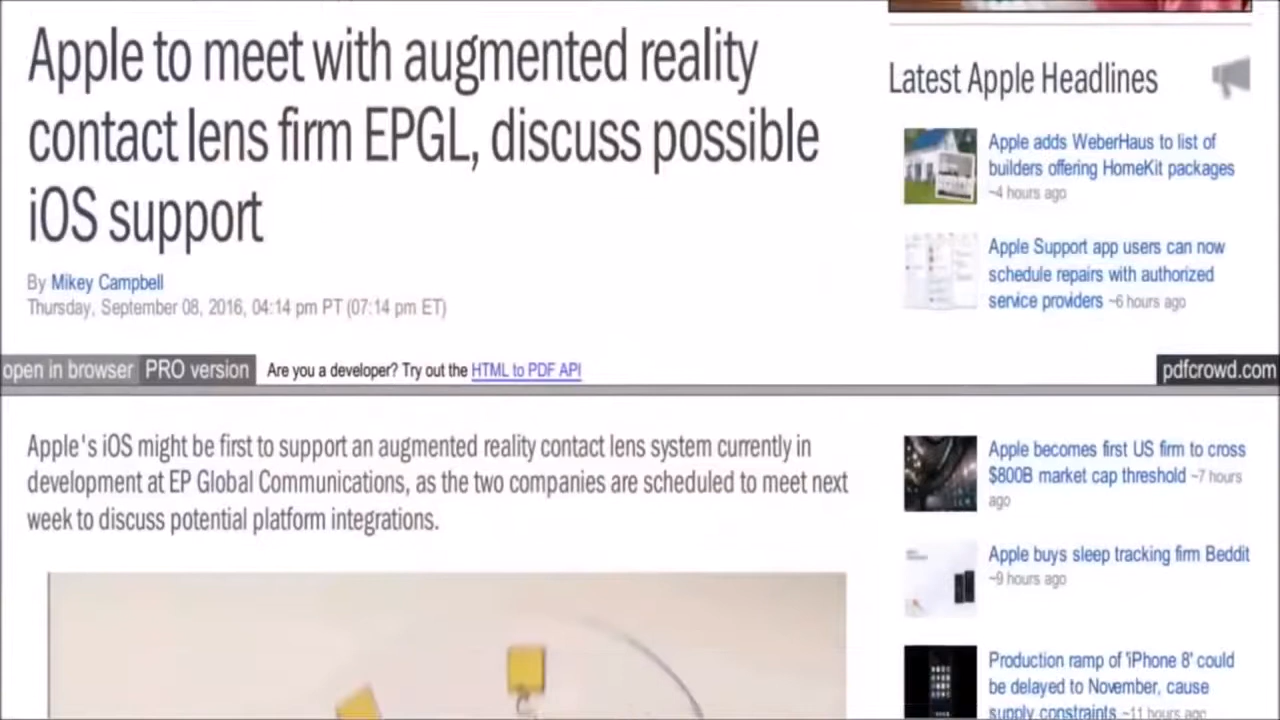 Apple to meet with augmented reality
contact lens firm EPGL, discuss possible
iOS support
By Mikey Campbell
Thursday, September 08, 2016, 04:14 pm PT (07:14 pm ET)
Latest Apple Headlines
Apple adds WeberHaus to list of
builders offering HomeKit packages
~4 hours ago
Apple Support app users can now
schedule repairs with authorized
service providers ~6 hours ago
open in browser PRO version Are you a developer? Try out the HTML to PDF API pdfcrowd.com
Apple's iOS might be first to support an augmented reality contact lens system currently in
development at EP Global Communications, as the two companies are scheduled to meet next
week to discuss potential platform integrations.
Apple becomes first US firm to cross
$800B market cap threshold ~7 hours
ago
Apple buys sleep tracking firm Beddit
~9 hours ago
Production ramp of 'iPhone 8' could
be delayed to November, cause
supply constraints ~11 hours ago